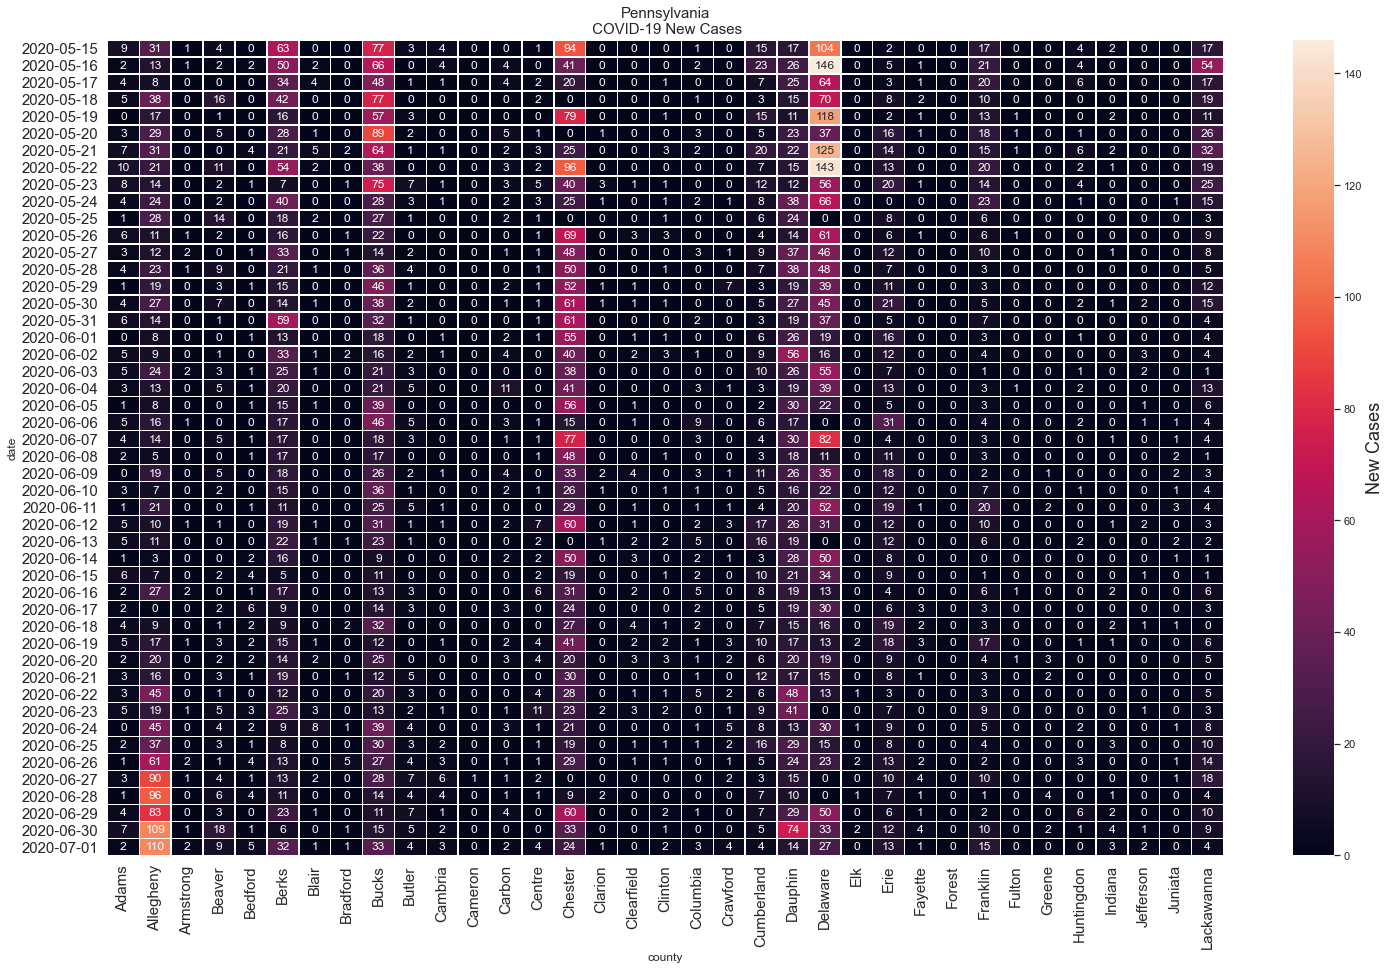 Pennsylvania
COVID-19 New Cases
2020-05-15 9 31 1 4 0 63 0 0 77 3 4 0 0 1 94 0 0 0 1 0 15 17 104 0 2 0 0 17 0 0 4 2 0 0 17
2020-05-16 2 13 1 2 2 50 2 0 66 0 4 0 4 0 41 0 0 0 2 0 23 26 146 0 5 1 0 21 0 0 4 0 0 0 54
2020-05-17 4 8 0 0 0 34 4 0 48 1 1 0 4 2 20 0 0 1 0 0 7 25 64 0 3 1 0 20 0 0 6 0 0 0 17
2020-05-18 5 38 0 16 0 42 0 0 77 0 0 0 0 2 0 0 0 0 1 0 3 15 70 0 8 2 0 10 0 0 0 0 0 0 19
2020-05-19 0 17 0 1 0 16 0 0 57 3 0 0 0 0 79 0 0 1 0 0 15 11 118 0 2 1 0 13 1 0 0 2 0 0 11
2020-05-20 3 29 0 5 0 28 1 0 89 2 0 0 5 1 0 1 0 0 3 0 5 23 37 0 16 1 0 18 1 0 3 0 0 0 26
2020-05-21 7 31 0 0 4 21 5 2 64 1 1 0 2 3 25 0 0 3 2 0 20 22 125 0 14 0 0 15 1 0 6 2 0 0 32
2020-05-22 10 21 0 11 0 54 2 0 38 0 0 0 3 2 96 0 0 0 0 0 7 15 143 0 13 0 0 20 0 0 2 0 0 0 19
2020-05-23 8 14 0 2 1 7 0 1 75 7 1 0 3 5 40 3 1 1 0 0 12 12 56 0 20 1 0 14 0 0 4 0 0 0 25
2020-05-24 4 24 0 2 0 40 0 0 28 3 1 0 2 3 25 1 0 1 2 1 8 38 66 0 0 0 0 23 0 0 1 0 0 1 15
2020-05-25 1 28 0 14 0 18 2 0 27 1 0 0 2 1 0 0 0 0 0 0 6 24 0 0 8 0 0 6 0 0 0 0 0 0 3
2020-05-26 6 11 1 2 0 16 0 1 22 0 0 0 0 0 69 0 3 3 0 0 4 14 61 0 6 1 0 6 1 0 0 0 0 0 9
2020-05-27 3 12 2 0 1 33 0 1 14 2 0 0 1 1 48 0 0 0 3 1 9 37 46 0 12 0 0 10 0 0 0 1 0 0 8
2020-05-28 4 23 1 9 0 21 1 0 36 4 0 0 0 1 50 0 0 1 0 0 7 38 48 0 7 0 0 3 0 0 0 0 0 0 5
2020-05-29 1 19 0 3 1 15 0 0 46 1 0 0 2 1 52 1 0 0 0 7 3 19 39 0 11 0 0 3 0 0 0 1 0 0 12
2020-05-30 4 27 0 7 0 14 1 0 38 2 0 0 1 1 61 1 1 1 0 0 5 27 45 0 21 0 0 5 0 0 2 1 2 0 15
2020-05-31 6 14 0 1 0 59 0 0 32 1 0 0 0 1 61 0 0 0 2 0 3 19 37 0 5 0 0 7 0 0 0 0 0 0 4
2020-06-01 0 8 0 0 1 13 0 0 18 0 1 0 2 1 55 0 1 1 0 0 6 26 19 0 16 0 0 3 0 0 1 0 0 0 4
2020-06-02 5 9 0 1 0 33 1 2 16 2 1 0 4 0 40 0 2 3 1 0 9 56 16 0 12 0 0 4 0 0 0 0 3 0 4
2020-06-03 5 24 2 3 1 25 1 0 21 3 0 0 0 0 38 0 0 0 0 0 10 26 55 0 7 0 0 1 0 0 1 0 2 0 1
2020-06-04 3 13 0 5 1 20 0 0 21 5 0 0 11 0 41 0 0 0 3 1 3 19 39 0 13 0 0 3 1 0 2 0 0 0 13
2020-06-05 1 8 0 0 1 15 1 0 39 0 0 0 0 0 56 0 1 0 0 0 2 30 22 0 5 0 0 3 0 0 0 0 1 0 6
2020-06-06 5 16 1 0 0 17 0 0 46 5 0 0 3 1 15 0 0 0 9 0 6 17 0 0 31 0 0 4 0 0 2 0 1 1 4
2020-06-07 4 14 0 5 1 17 0 0 18 3 0 0 1 1 77 0 0 0 3 0 4 30 82 0 4 0 0 3 0 0 0 1 0 1 4
2020-06-08 2 5 0 0 1 17 0 0 17 0 0 0 0 1 48 0 0 1 0 0 3 18 11 0 11 0 0 3 0 0 0 0 0 2 1
2020-06-09 0 19 0 5 0 18 0 0 26 2 1 0 4 0 33 2 4 0 3 1 11 26 35 0 18 0 0 2 0 1 0 0 0 2 3
2020-06-10 3 7 0 2 0 15 0 0 36 1 0 0 2 1 26 1 0 1 1 0 5 16 22 0 12 0 0 7 0 0 1 0 0 1 4
2020-06-11 1 21 0 0 1 11 0 0 25 5 1 0 0 0 29 0 0 0 1 1 4 20 52 0 19 1 0 20 0 2 0 0 0 3 4
2020-06-12 5 10 1 1 0 19 1 0 31 1 1 0 2 7 60 0 1 0 2 3 17 26 31 0 12 0 0 10 0 0 0 1 2 0 3
2020-06-13 5 11 0 0 0 22 1 1 23 1 0 0 0 2 0 1 2 2 5 0 16 19 0 0 12 0 0 6 0 0 2 0 0 2 2
2020-06-14 1 3 0 0 2 16 0 0 9 0 0 0 2 2 50 0 3 0 2 1 3 28 50 0 8 0 0 0 0 0 0 0 0 1 1
2020-06-15 6 7 0 2 4 5 0 0 11 0 0 0 0 2 19 0 0 1 2 0 10 21 34 0 9 0 0 1 0 0 0 0 1 0 1
2020-06-16 2 27 2 0 1 17 0 0 13 3 0 0 0 6 31 0 2 0 5 0 8 19 13 0 4 0 0 6 1 0 0 2 0 0 6
2020-06-17 2 0 0 2 6 9 0 0 14 3 0 0 3 0 24 0 0 0 2 0 5 19 30 0 6 3 0 3 0 0 0 0 0 0 3
2020-06-18 4 9 0 1 2 9 0 2 32 0 0 0 0 0 27 0 4 1 2 0 6 15 16 0 19 2 0 3 0 0 0 2 1 1 0
2020-06-19 5 17 1 3 2 15 1 0 12 0 1 0 2 4 41 0 2 2 1 3 10 17 13 2 18 3 0 17 0 0 1 1 0 0 6
2020-06-20 2 20 0 2 2 14 2 0 25 0 0 0 3 4 20 0 3 3 1 2 6 20 19 0 9 0 0 4 1 3 0 0 0 0 5
2020-06-21 3 16 0 3 1 19 0 1 12 5 0 0 0 0 30 0 0 0 1 0 12 17 15 0 8 1 0 3 0 2 0 0 0 0 2
2020-06-22 3 45 0 1 0 12 0 0 20 3 0 0 0 4 28 0 1 1 5 2 6 48 13 1 3 0 0 3 0 0 0 0 0 0 5
2020-06-23 5 19 1 5 3 25 3 0 13 2 1 0 1 11 23 2 3 2 0 1 9 41 0 0 7 0 0 9 0 0 0 0 1 0 3
2020-06-24 0 45 0 4 2 9 8 1 39 4 0 0 3 1 21 0 0 0 1 5 8 13 30 1 9 0 0 5 0 0 2 0 0 1 8
2020-06-25 2 37 0 3 1 8 0 0 30 3 2 0 0 1 19 0 1 1 1 2 16 29 15 0 8 0 0 4 0 0 0 3 0 0 10
2020-06-26 1 61 2 1 4 13 0 5 27 4 3 0 1 1 29 0 1 1 0 1 5 24 23 2 13 2 0 2 0 0 3 0 0 1 14
2020-06-27 3 90 0 4 1 13 2 0 28 7 6 1 1 2 0 0 0 0 0 2 3 15 0 0 10 4 0 10 0 0 0 0 0 1 18
2020-06-28 1 96 0 6 4 11 0 0 14 4 4 0 1 1 9 2 0 0 0 0 7 10 0 1 7 1 0 1 0 4 0 1 0 0 4
2020-06-29 4 83 0 3 0 23 1 0 11 7 1 0 4 0 60 0 0 2 1 0 7 29 50 0 6 1 0 2 0 0 6 2 0 0 10
2020-06-30 7 109 1 18 1 6 0 1 15 5 2 0 0 0 33 0 0 0 0 0 5 74 33 2 12 4 0 10 0 2 1 4 1 0 9
2020-07-01 2 110 2 9 5 32 1 1 33 4 3 0 2 4 24 1 0 2 3 4 4 14 27 0 13 1 0 15 0 0 0 3 2 0 4
date
Adams Allegheny Armstrong Beaver Bedford Berks Blair Bradford Bucks Butler Cambria Cameron Carbon Centre Chester Clarion Clearfield Clinton Columbia Crawford Cumberland Dauphin Delaware Elk Erie Fayette Forest Franklin Fulton Greene Huntingdon Indiana Jefferson Juniata Lackawanna
county
140
120
100
80
60
40
20
0
New Cases